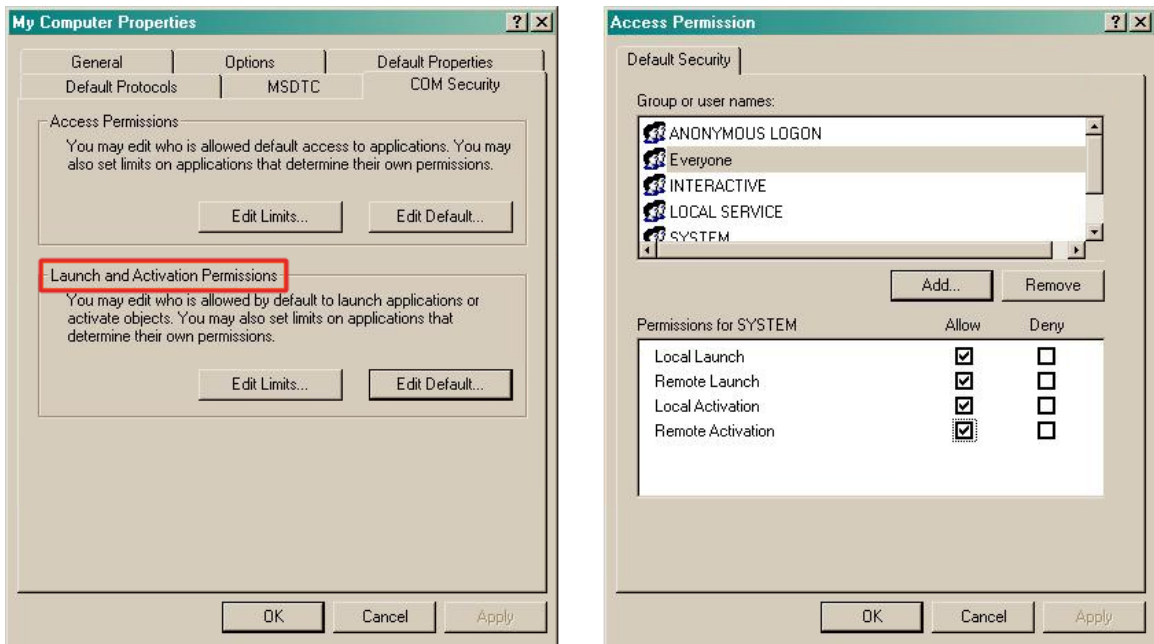 My Computer Properties
General Options Default Properties
Default Protocols MSDTC COM Security
Access Permissions
You may edit who is allowed default access to applications. You may
also set limits on applications that determine their own permissions.
Edit Limits... Edit Default...
Launch and Activation Permissions
You may edit who is allowed by default to launch applications or
activate objects. You may also set limits on applications that
determine their own permissions.
Edit Limits... Edit Default...
OK Cancel Apply
Access Permission
Default Security
Group or user names:
ANONYMOUS LOGON
Everyone
INTERACTIVE
LOCAL SERVICE
SYSTEM
Add... Remove
Permissions for SYSTEM Allow Deny
Local Launch
Remote Launch
Local Activation
Remote Activation
OK Cancel Apply